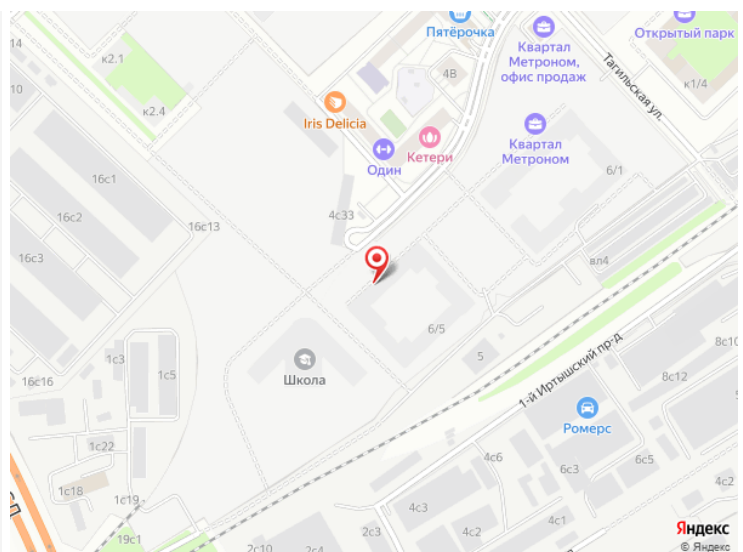 14
к2.1
10
к2.4
Пятёрочка
4В
Квартал
Метроном,
офис продаж
Открытый парк
к1/4
Тагильская ул.
Iris Delicia
Один
Кетери
Квартал
Метроном
6/1
16с1
16с2
16с3
16с13
4с33
вл4
6/5
5
Школа
1с3
1с5
16с16
1с22
1с18
1с19
19с1
1-й Иртышский пр-д
8с10
8с12
Ромерс
4с6
6с3
6с5
4с3
4с2
4с1
4с2
2с3
2с4
2с10
Яндекс
© Яндекс